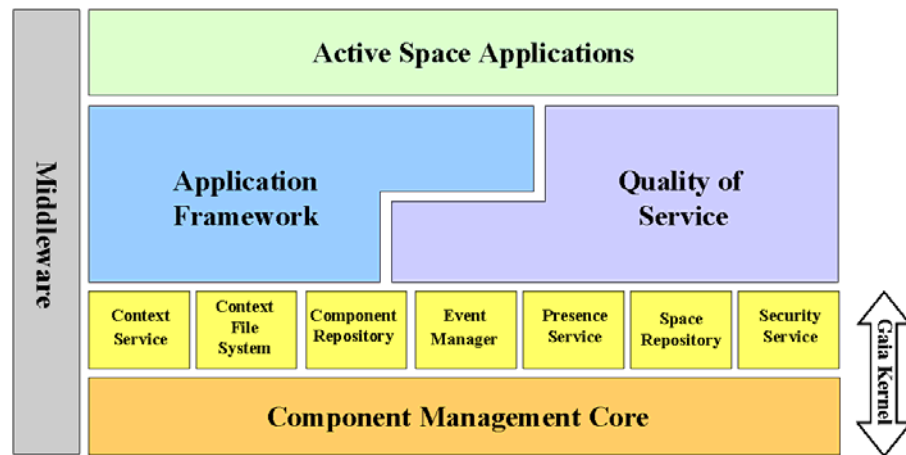 Middleware
Active Space Applications
Application
Framework
Quality of
Service
Context
Service
Context
File
System
Component
Repository
Event
Manager
Presence
Service
Space
Repository
Security
Service
Gaia Kernel
Component Management Core